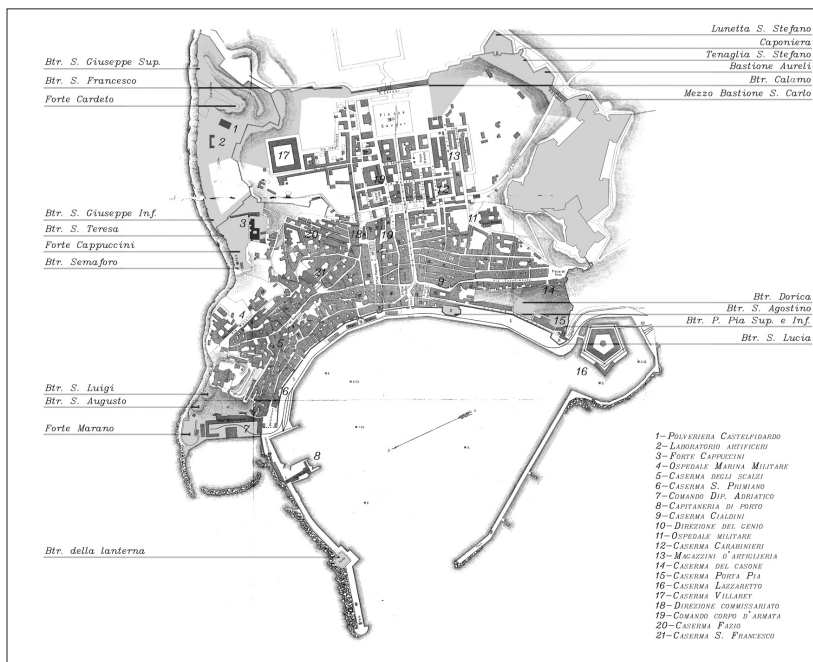 Btr. S. Giuseppe Sup.
Btr. S. Francesco
Forte Cardeto
Btr. S. Giuseppe Inf.
Btr. S. Teresa
Forte Cappuccini
Btr. Semaforo
Btr. S. Luigi
Btr. S. Augusto
Forte Marano
Btr. della lanterna
Lunetta S. Stefano
Caponiera
Tenaglia S. Stefano
Bastione Aureli
Btr. Calamo
Mezzo Bastione S. Carlo
Btr. Dorica
Btr. S. Agostino
Btr. P. Pia Sup. e Inf.
Btr. S. Lucia
1
2
17
13
19
12
3
20
18
10
11
21
9
14
4
15
5
16
6
7
8
1-Polveriera Castelfidardo
2-Laboratorio artificeri
3-Forte Cappuccini
4-Ospedale Marina Militare
5-Caserma degli scalzi
6-Caserma S. Primiano
7-Comando Dip. Adriatico
8-Capitaneria di porto
9-Caserma Cialdini
10-Direzione del genio
11-Ospedale militare
12-Caserma Carabinieri
13-Magazzini d'artiglieria
14-Caserma del casone
15-Caserma Porta Pia
16-Caserma Lazzaretto
17-Caserma Villarey
18-Direzione commissariato
19-Comando corpo d'armata
20-Caserma Fazio
21-Caserma S. Francesco